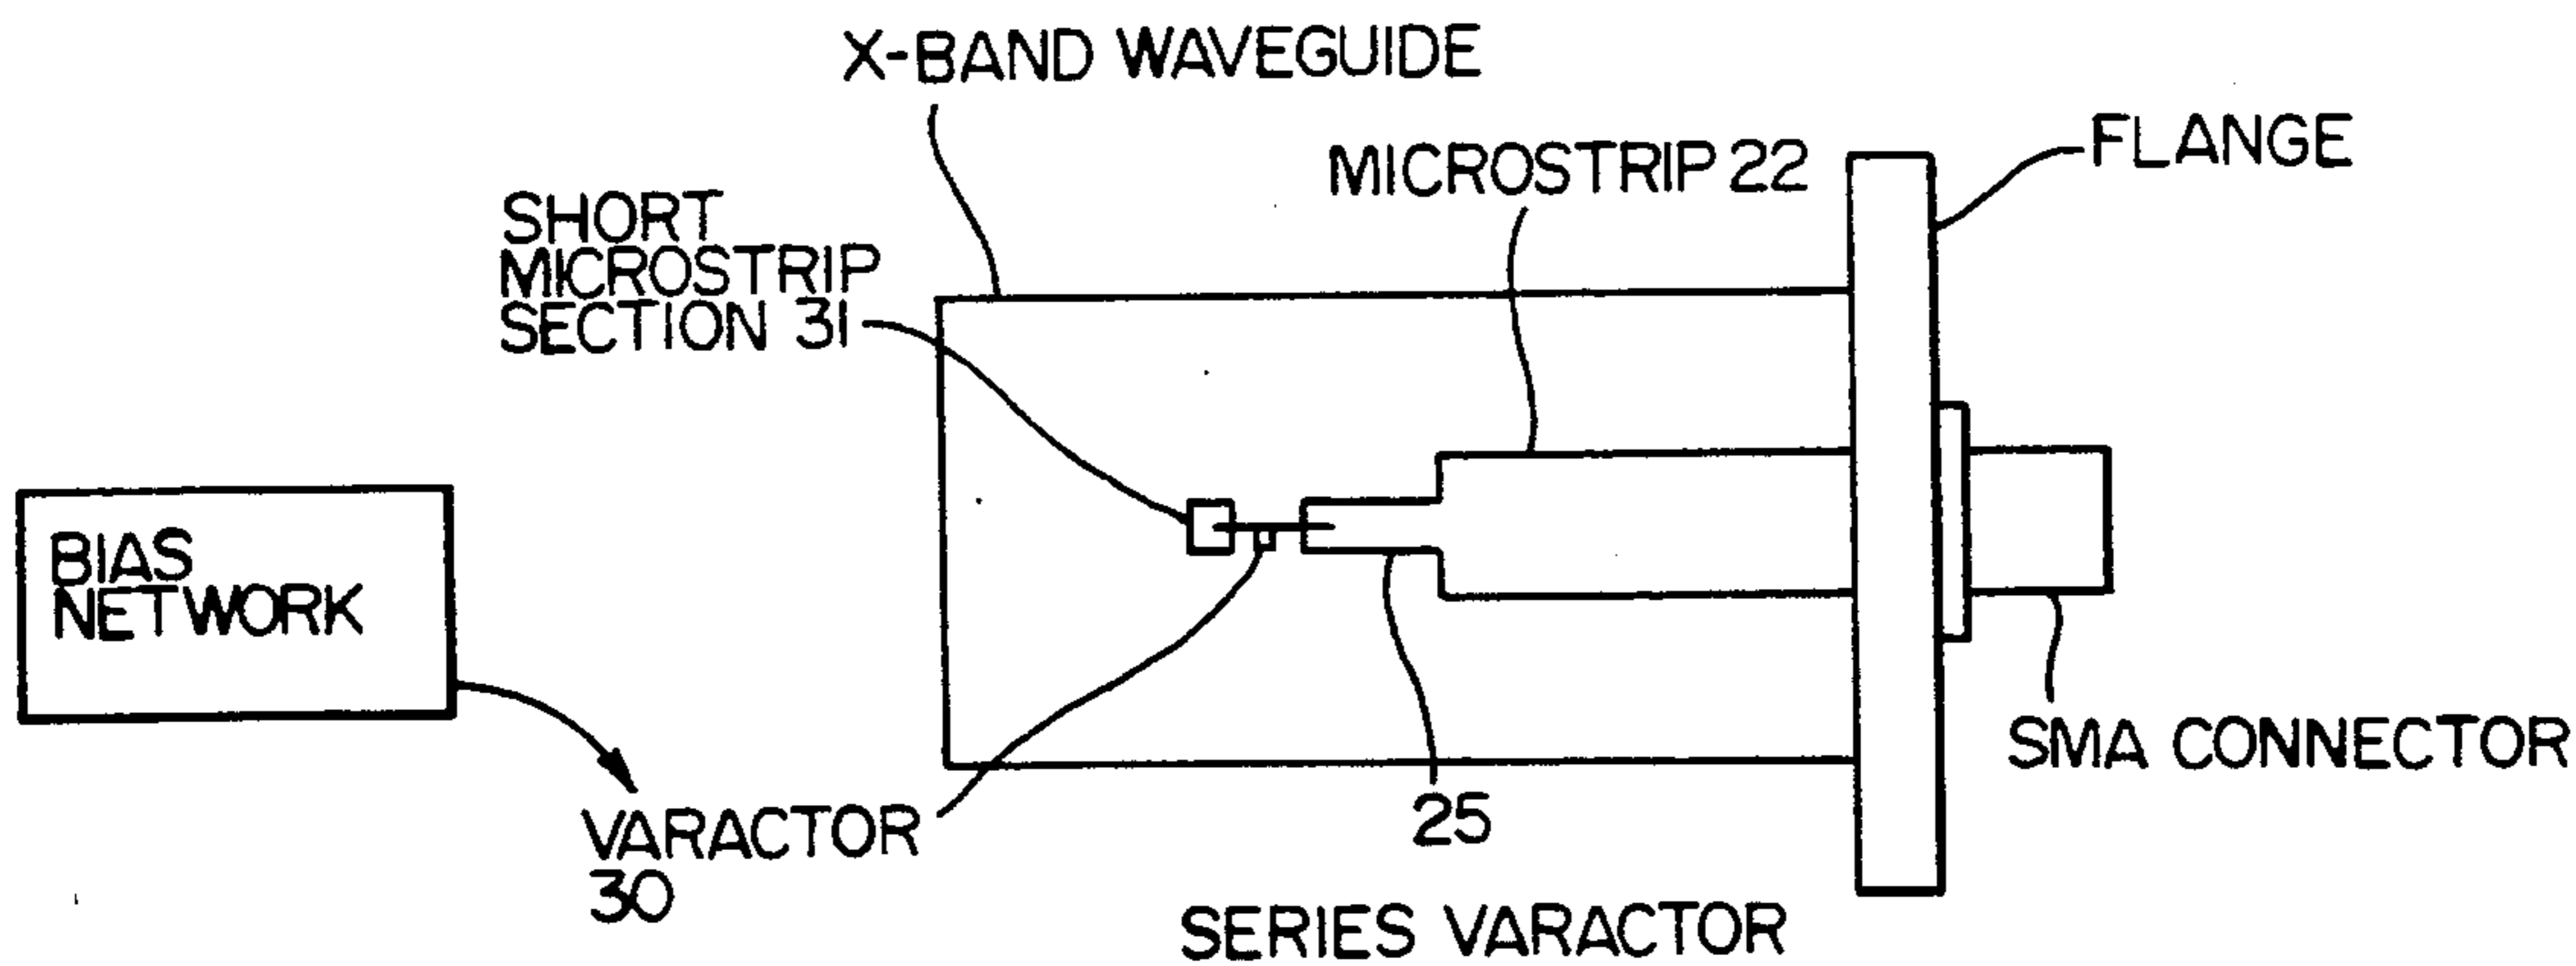 X-BAND WAVEGUIDE
FLANGE
MICROSTRIP 22
SHORT
MICROSTRIP
SECTION 31
BIAS
NETWORK
SMA CONNECTOR
VARACTOR
30
25
SERIES VARACTOR